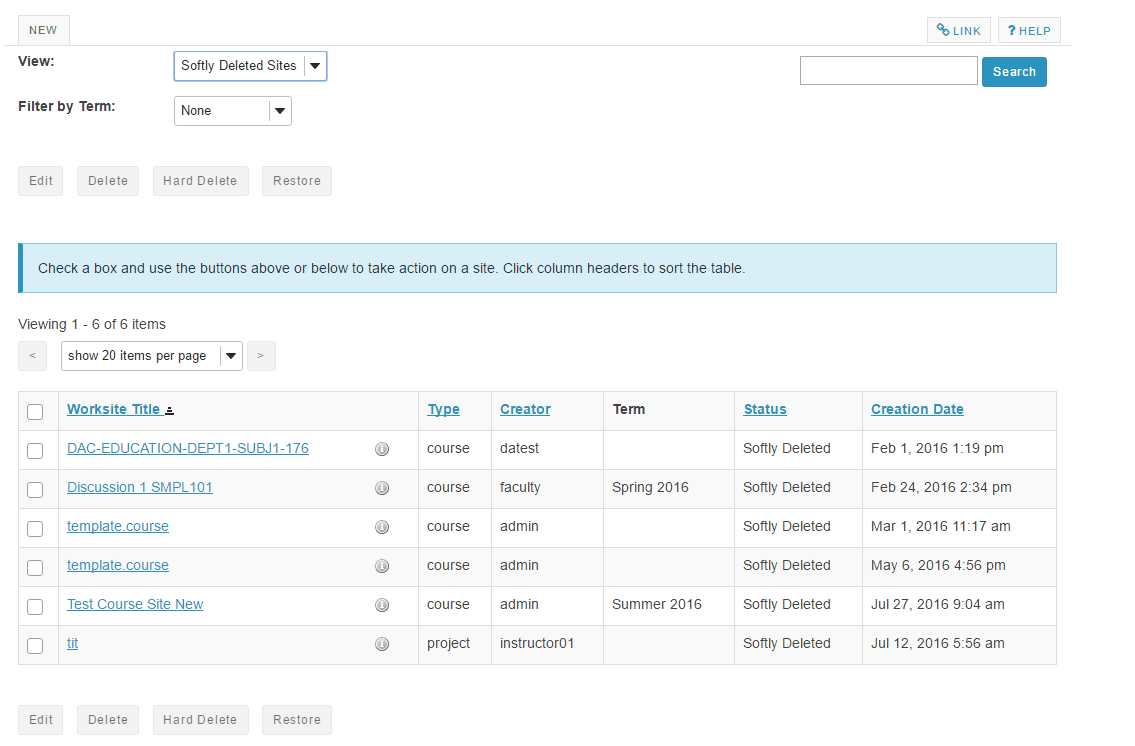 NEW LINK ? HELP
View: Softly Deleted Sites Search
Filter by Term: None
Edit Delete Hard Delete Restore
Check a box and use the buttons above or below to take action on a site. Click column headers to sort the table.
Viewing 1 - 6 of 6 items
< show 20 items per page >
Worksite Title Type Creator Term Status Creation Date
DAC-EDUCATION-DEPT1-SUBJ1-176 course datest Softly Deleted Feb 1, 2016 1:19 pm
Discussion 1 SMPL101 course faculty Spring 2016 Softly Deleted Feb 24, 2016 2:34 pm
template.course course admin Softly Deleted Mar 1, 2016 11:17 am
template.course course admin Softly Deleted May 6, 2016 4:56 pm
Test Course Site New course admin Summer 2016 Softly Deleted Jul 27, 2016 9:04 am
tit project instructor01 Softly Deleted Jul 12, 2016 5:56 am
Edit Delete Hard Delete Restore